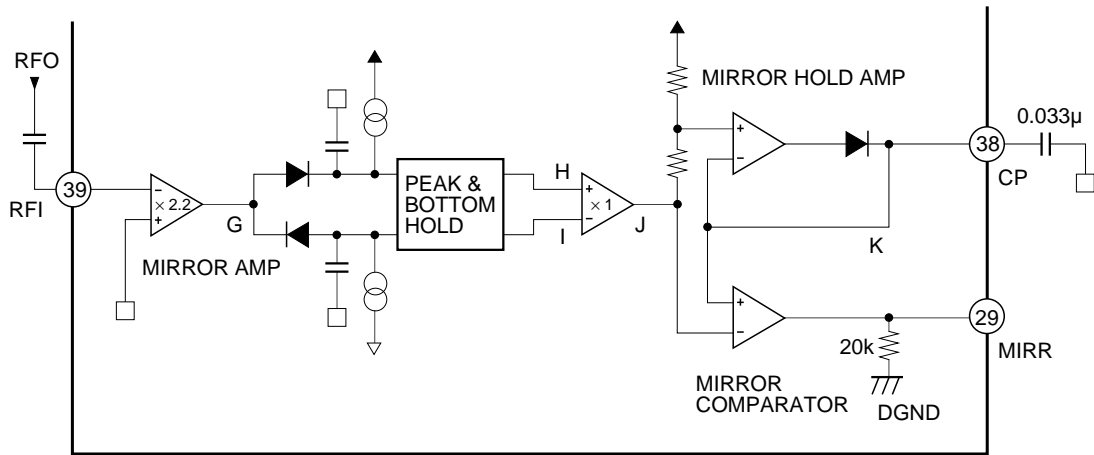 RFO
RFI
39
−
× 2.2
+
MIRROR AMP
G
PEAK &
BOTTOM
HOLD
H
I
+
× 1
−
J
MIRROR HOLD AMP
+
−
K
38
CP
0.033µ
+
−
MIRROR
COMPARATOR
20k
DGND
29
MIRR